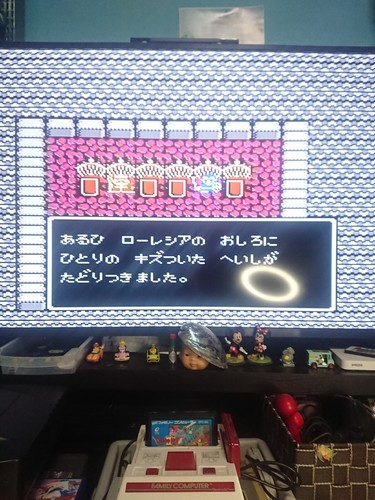 あるひ　ローレシアの　おしろに
ひとりの　キズついた　へいしが
たどりつきました。
FAMILY COMPUTER